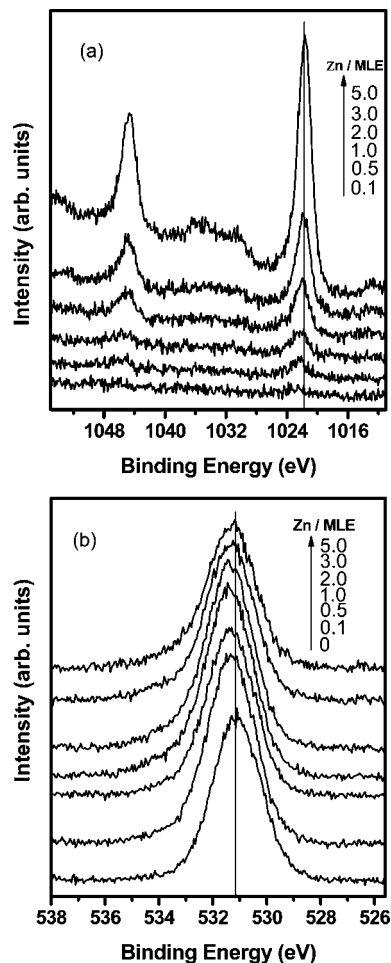 (a)
Zn / MLE
5.0
3.0
2.0
1.0
0.5
0.1
Intensity (arb. units)
1048 1040 1032 1024 1016
Binding Energy (eV)
(b)
Zn / MLE
5.0
3.0
2.0
1.0
0.5
0.1
0
Intensity (arb. units)
538 536 534 532 530 528 526
Binding Energy (eV)